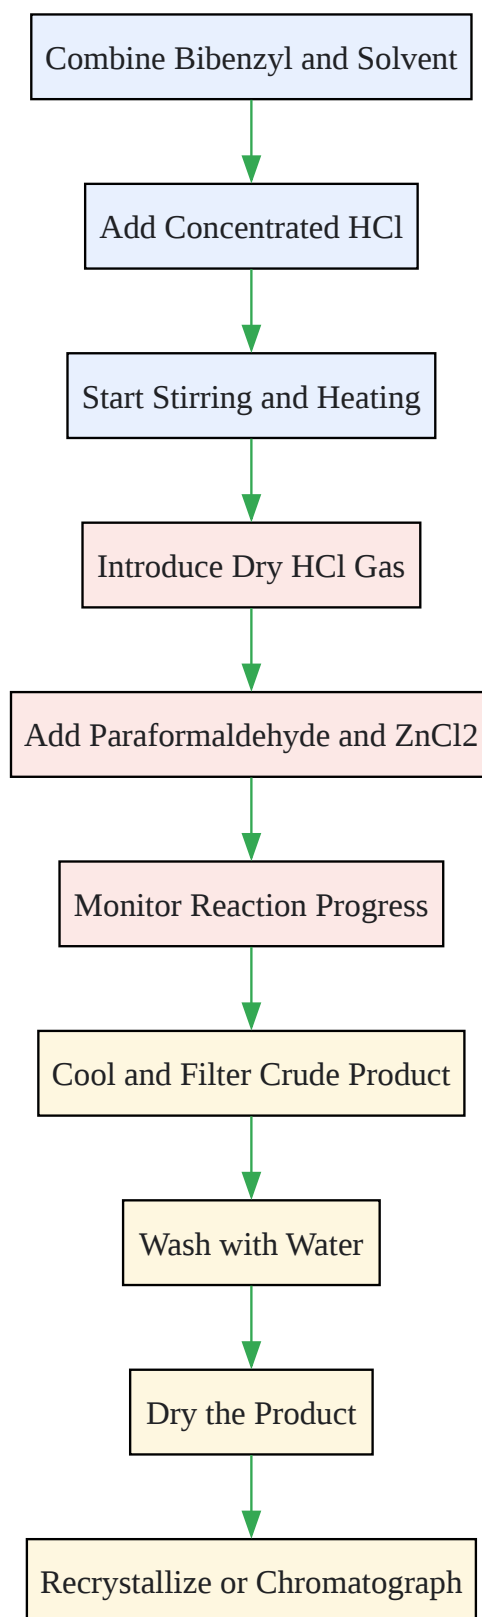 Combine Bibenzyl and Solvent
Add Concentrated HCl
Start Stirring and Heating
Introduce Dry HCl Gas
Add Paraformaldehyde and ZnCl2
Monitor Reaction Progress
Cool and Filter Crude Product
Wash with Water
Dry the Product
Recrystallize or Chromatograph